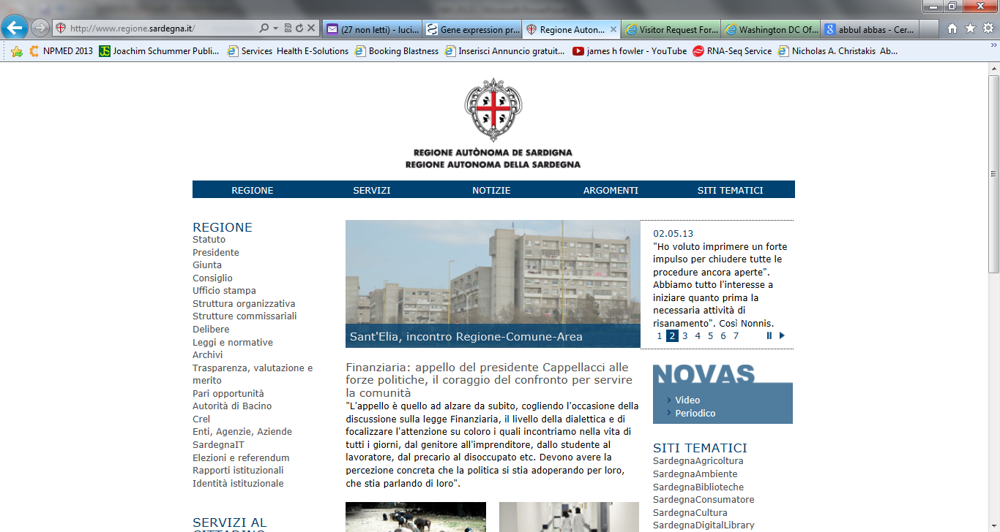 http://www.regione.sardegna.it/
(27 non letti) - luci...
Gene expression pr...
Regione Auton...
Visitor Request For...
Washington DC Of...
abbul abbas - Cer...
NPMED 2013
Joachim Schummer Publi...
Services Health E-Solutions
Booking Blastness
Inserisci Annuncio gratuit...
james h fowler - YouTube
RNA-Seq Service
Nicholas A. Christakis Ab...
REGIONE AUTÒNOMA DE SARDIGNA
REGIONE AUTONOMA DELLA SARDEGNA
REGIONE
SERVIZI
NOTIZIE
ARGOMENTI
SITI TEMATICI
REGIONE
Statuto
Presidente
Giunta
Consiglio
Ufficio stampa
Struttura organizzativa
Strutture commissariali
Delibere
Leggi e normative
Archivi
Trasparenza, valutazione e
merito
Pari opportunità
Autorità di Bacino
Crel
Enti, Agenzie, Aziende
SardegnaIT
Elezioni e referendum
Rapporti istituzionali
Identità istituzionale
SERVIZI AL
CITTADINO
Sant'Elia, incontro Regione-Comune-Area
Finanziaria: appello del presidente Cappellacci alle
forze politiche, il coraggio del confronto per servire
la comunità
"L'appello è quello ad alzare da subito, cogliendo l'occasione della
discussione sulla legge Finanziaria, il livello della dialettica e di
focalizzare l'attenzione su coloro i quali incontriamo nella vita di
tutti i giorni, dal genitore all'imprenditore, dallo studente al
lavoratore, dal precario al disoccupato etc. Devono avere la
percezione concreta che la politica si stia adoperando per loro,
che stia parlando di loro".
02.05.13
"Ho voluto imprimere un forte
impulso per chiudere tutte le
procedure ancora aperte".
Abbiamo tutto l'interesse a
iniziare quanto prima la
necessaria attività di
risanamento". Così Nonnis.
1 2 3 4 5 6 7
NOVAS
Video
Periodico
SITI TEMATICI
SardegnaAgricoltura
SardegnaAmbiente
SardegnaBiblioteche
SardegnaConsumatore
SardegnaCultura
SardegnaDigitalLibrary